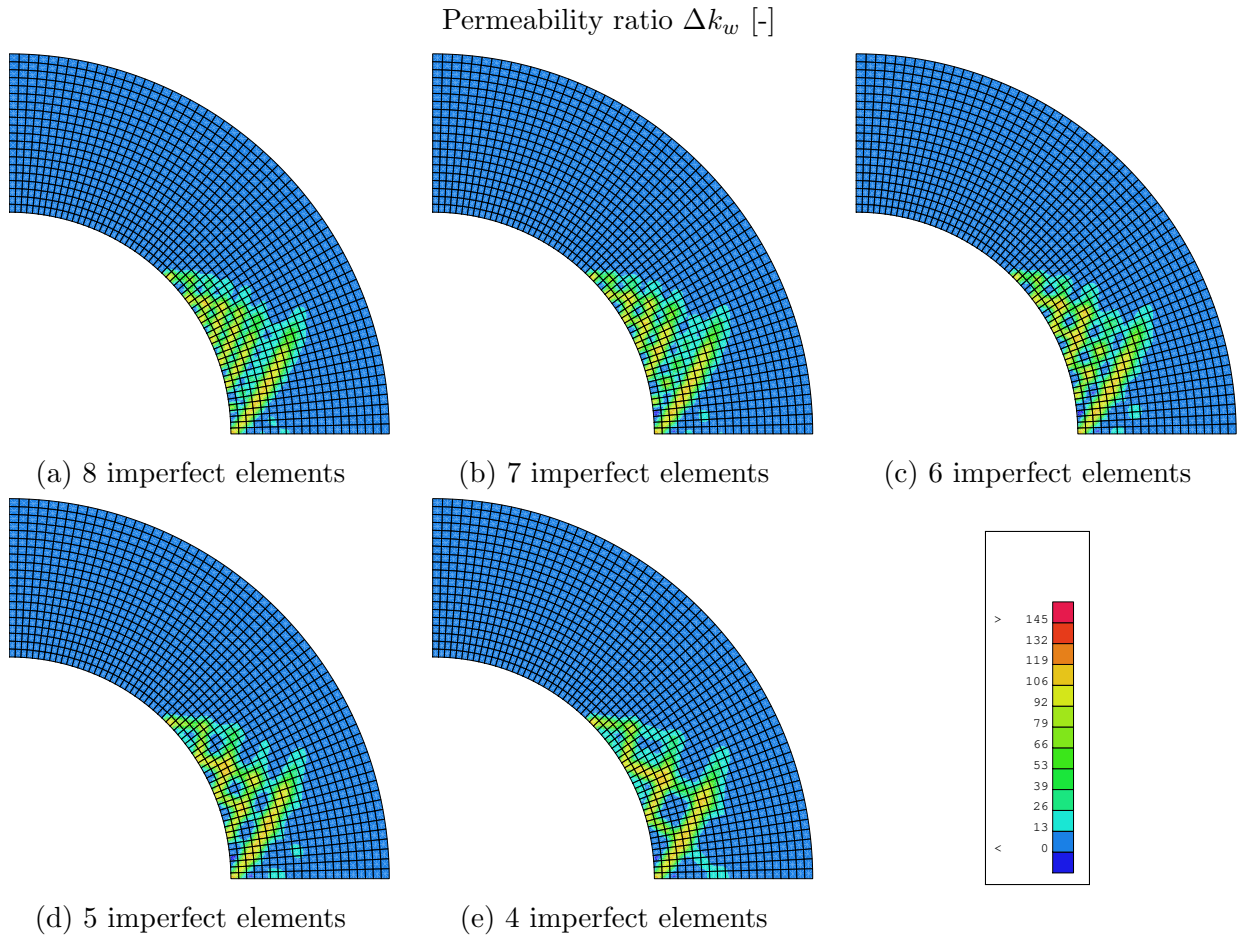 Permeability ratio Δk_w [-]
(a) 8 imperfect elements
(b) 7 imperfect elements
(c) 6 imperfect elements
> 145
132
119
106
92
79
66
53
39
26
13
< 0
(d) 5 imperfect elements
(e) 4 imperfect elements